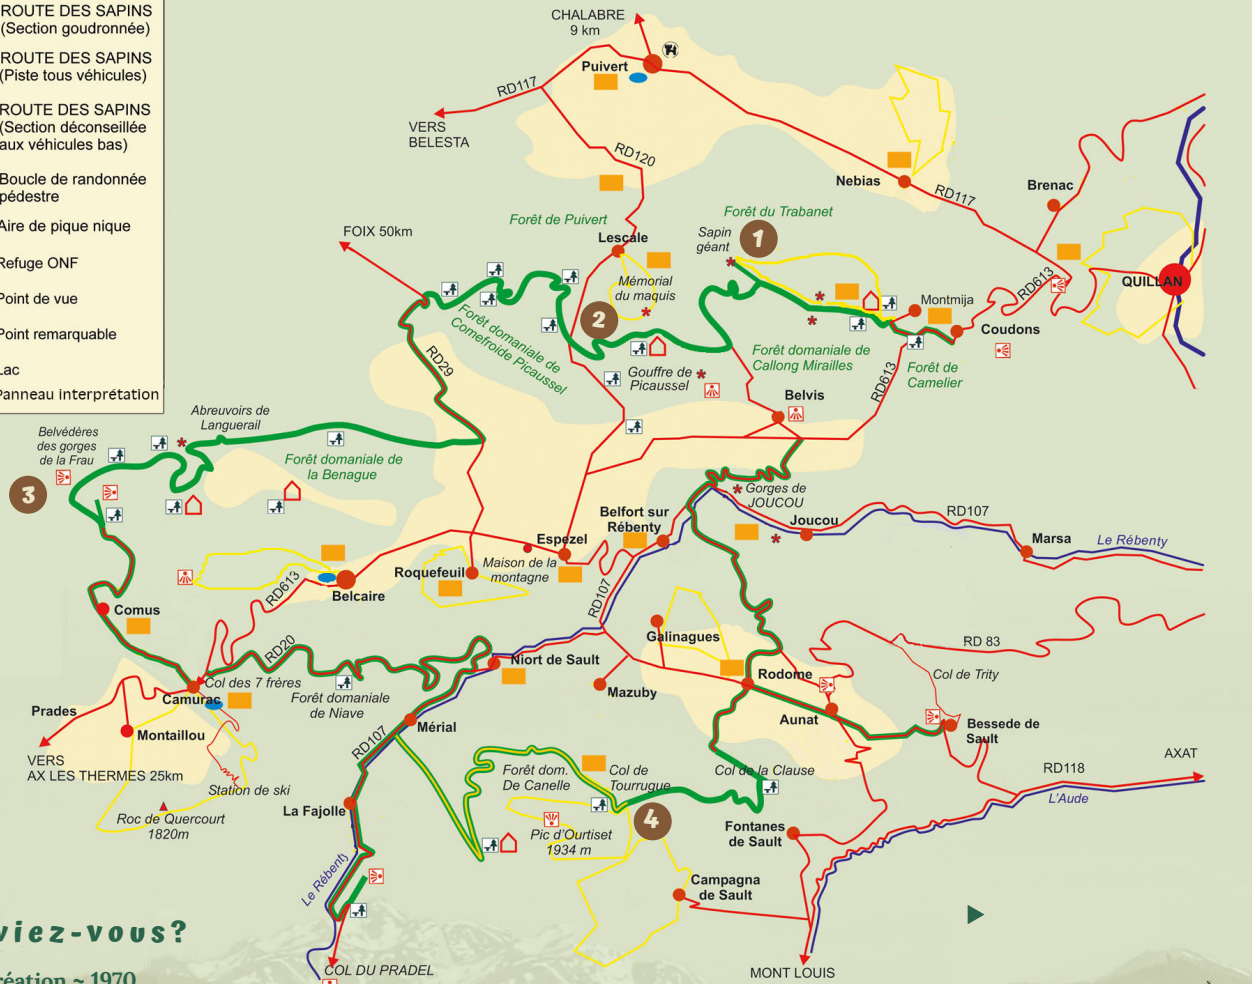 ROUTE DES SAPINS
(Section goudronnée)
ROUTE DES SAPINS
(Piste tous véhicules)
ROUTE DES SAPINS
(Section déconseillée
aux véhicules bas)
Boucle de randonnée
pédestre
Aire de pique nique
Refuge ONF
Point de vue
Point remarquable
Lac
Panneau interprétation
CHALABRE
9 km
Puivert
RD117
VERS
BELESTA
RD120
Nebias
RD117
Brenac
Forêt de Puivert
Forêt du Trabanet
FOIX 50km
Lescale
Sapin
géant
1
Mémorial
du maquis
QUILLAN
RD613
Montmija
Coudons
2
Forêt domaniale de
Comefroide Picaussel
RD29
Gouffre de
Picaussel
Forêt domaniale de
Callong Mirailles
Forêt de
Camelier
RD613
Belvis
Abreuvoirs de
Languerail
Belvédères
des gorges
de la Frau
Forêt domaniale de
la Benague
3
Gorges de
JOUCOU
Belfort sur
Rébenty
Joucou
RD107
Marsa
Le Rébenty
Espezel
Maison de la
montagne
Roquefeuil
Belcaire
RD613
RD107
Comus
Galinagues
RD 83
RD20
Niort de Sault
Rodome
Col de Trity
Col des 7 frères
Forêt domaniale
de Niave
Mazuby
Camurac
Aunat
Prades
Mérial
Bessede de
Sault
Montaillou
VERS
AX LES THERMES 25km
RD107
Forêt dom.
De Canelle
Col de
Tourrugue
Col de la Clause
AXAT
RD118
L'Aude
Station de ski
La Fajolle
Roc de Quercourt
1820m
4
Pic d'Ourtiset
1934 m
Fontanes
de Sault
Le Rébenty
Campagna
de Sault
viez-vous?
COL DU PRADEL
MONT LOUIS
réation ~ 1970